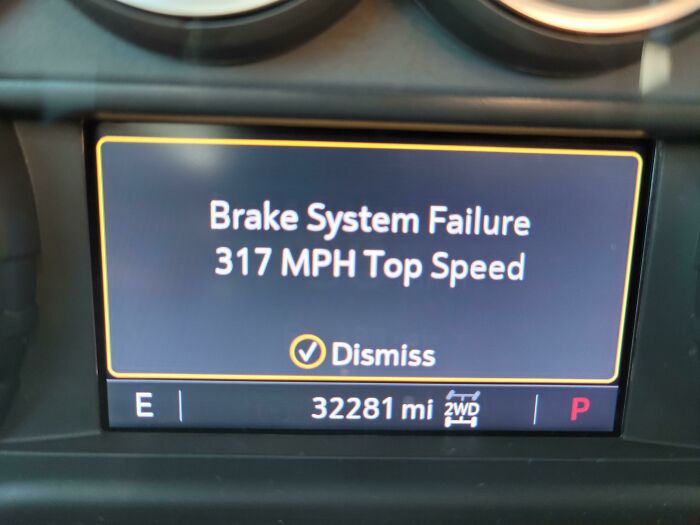 Brake System Failure
317 MPH Top Speed
Dismiss
E 32281 mi 2WD P